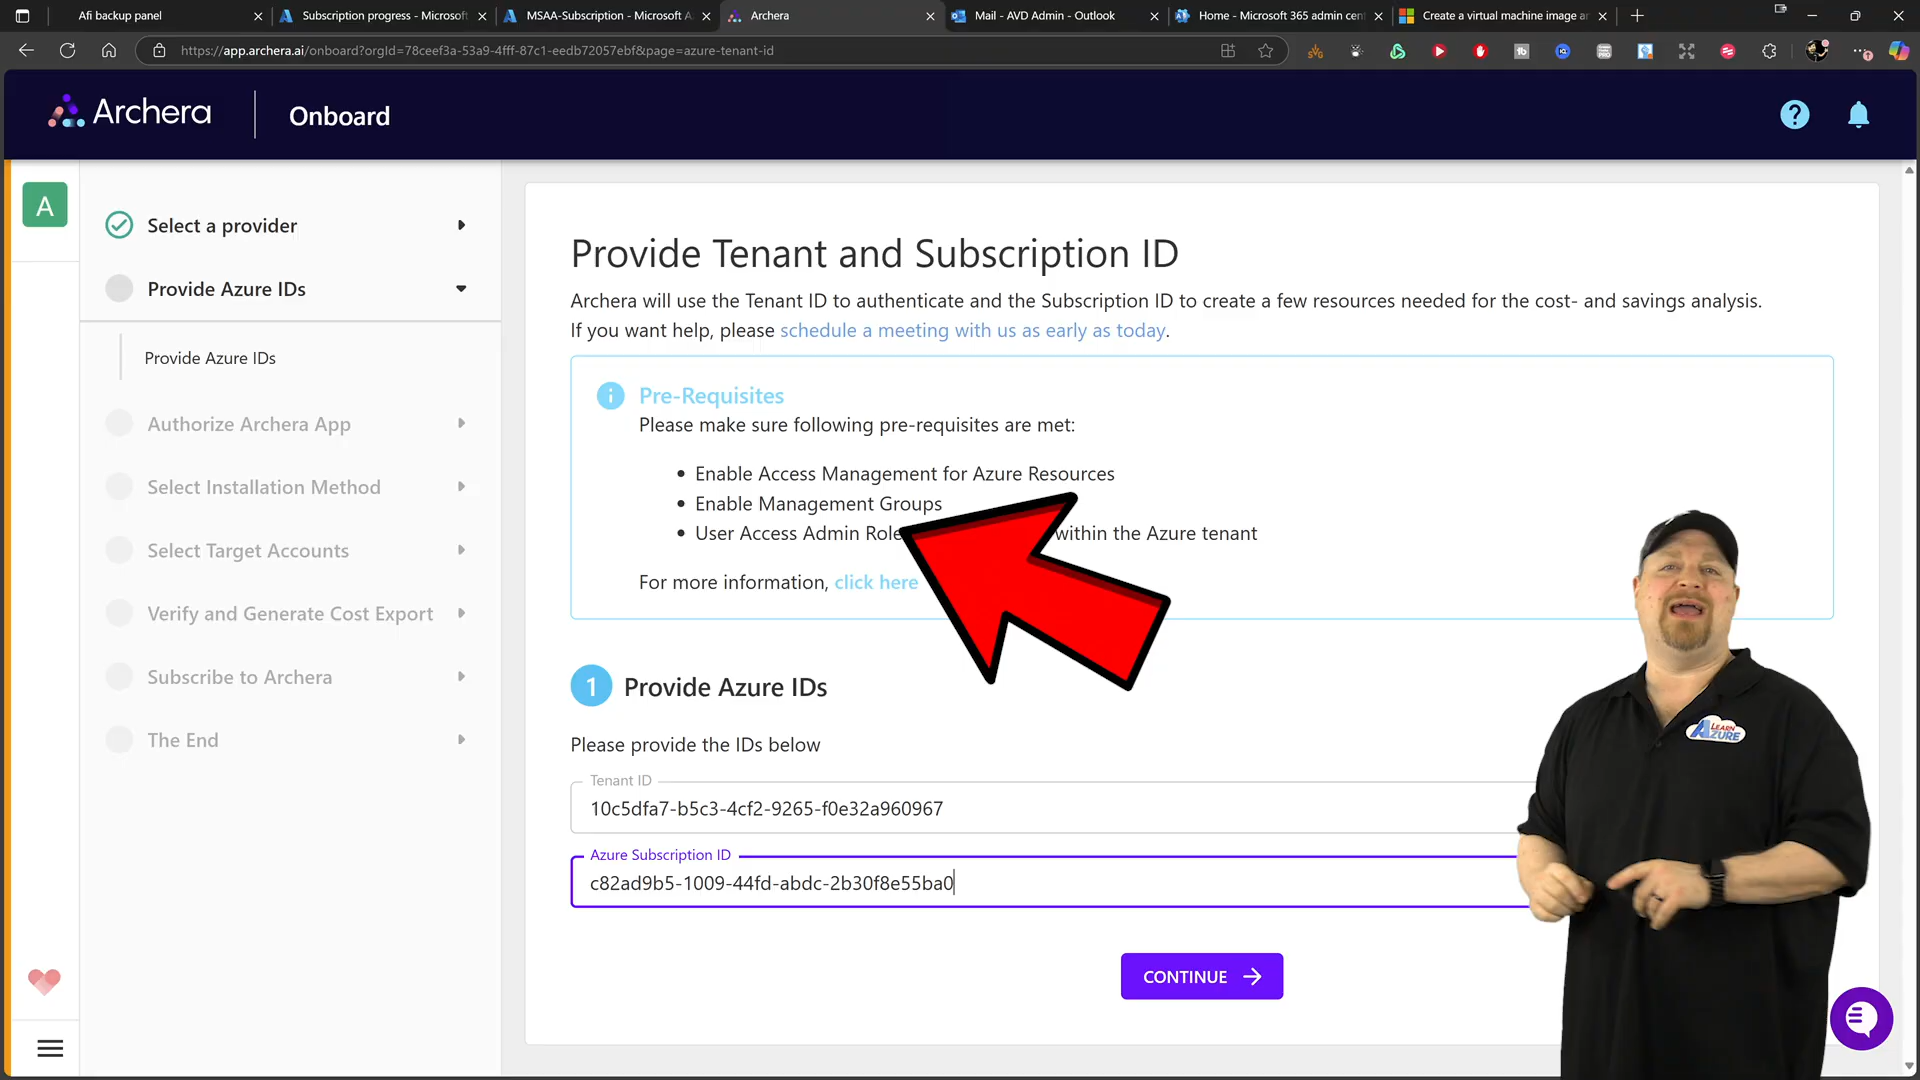 Afi backup panel
Subscription progress - Microsoft
MSAA-Subscription - Microsoft A
Archera
Mail - AVD Admin - Outlook
Home - Microsoft 365 admin cen
Create a virtual machine image an
https://app.archera.ai/onboard?orgId=78ceef3a-53a9-4fff-87c1-eedb72057ebf&page=azure-tenant-id
Archera
Onboard
A
Select a provider
Provide Azure IDs
Provide Azure IDs
Authorize Archera App
Select Installation Method
Select Target Accounts
Verify and Generate Cost Export
Subscribe to Archera
The End
Provide Tenant and Subscription ID
Archera will use the Tenant ID to authenticate and the Subscription ID to create a few resources needed for the cost- and savings analysis.
If you want help, please schedule a meeting with us as early as today.
Pre-Requisites
Please make sure following pre-requisites are met:
• Enable Access Management for Azure Resources
• Enable Management Groups
• User Access Admin Role within the Azure tenant
For more information, click here
1 Provide Azure IDs
Please provide the IDs below
Tenant ID
10c5dfa7-b5c3-4cf2-9265-f0e32a960967
Azure Subscription ID
c82ad9b5-1009-44fd-abdc-2b30f8e55ba0
CONTINUE
LEARN
AZURE